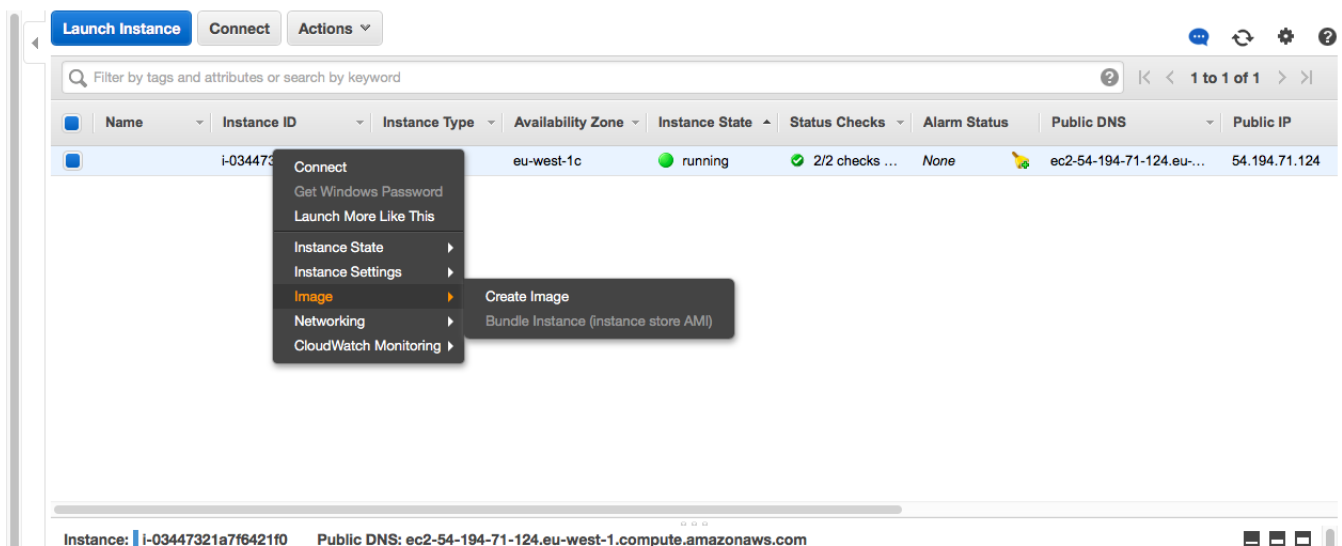 Launch Instance Connect Actions
Filter by tags and attributes or search by keyword 1 to 1 of 1
Name Instance ID Instance Type Availability Zone Instance State Status Checks Alarm Status Public DNS Public IP
i-03447 eu-west-1c running 2/2 checks ... None ec2-54-194-71-124.eu-... 54.194.71.124
Connect
Get Windows Password
Launch More Like This
Instance State
Instance Settings
Image Create Image
Networking Bundle Instance (instance store AMI)
CloudWatch Monitoring
Instance: i-03447321a7f6421f0 Public DNS: ec2-54-194-71-124.eu-west-1.compute.amazonaws.com